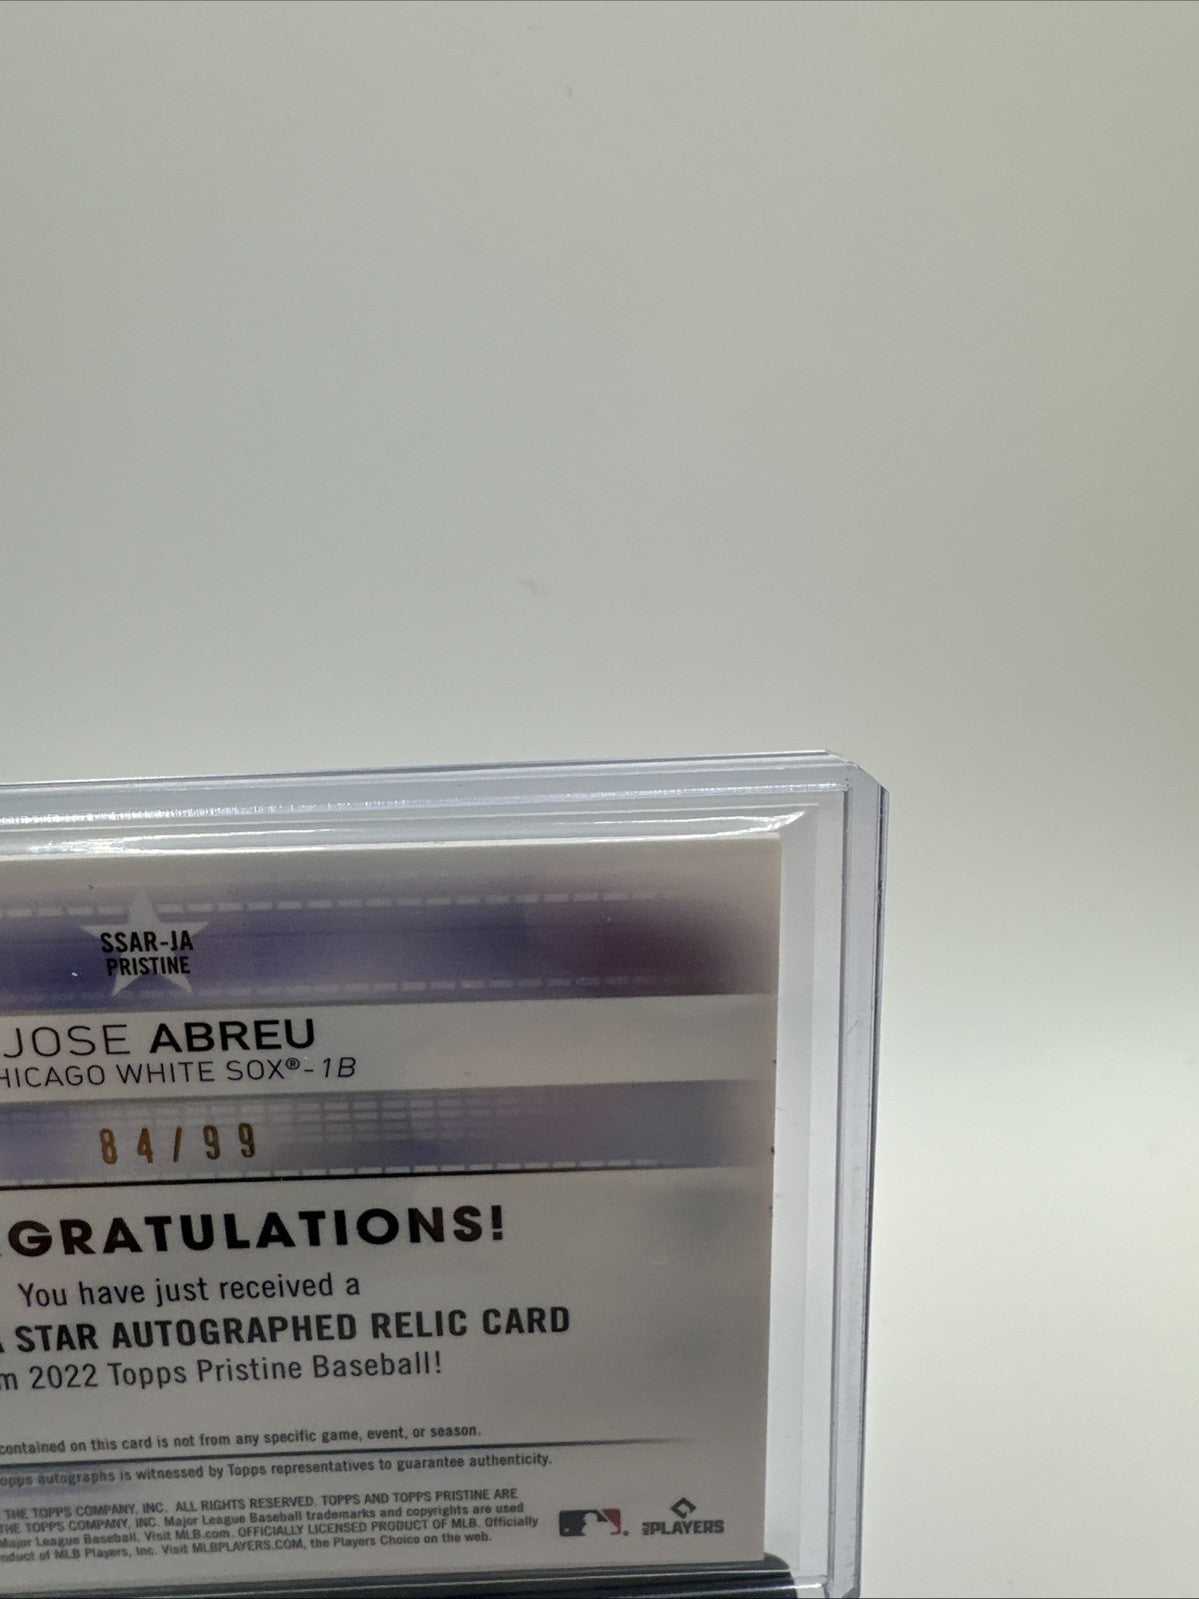 SSAR-JA
PRISTINE
JOSE ABREU
HICAGO WHITE SOX®-1B
84/99
GRATULATIONS!
You have just received a
STAR AUTOGRAPHED RELIC CARD
m 2022 Topps Pristine Baseball!
contained on this card is not from any specific game, event, or season.
opps autographs is witnessed by Topps representatives to guarantee authenticity.
THE TOPPS COMPANY, INC. ALL RIGHTS RESERVED. TOPPS AND TOPPS PRISTINE ARE
THE TOPPS COMPANY, INC. Major League Baseball trademarks and copyrights are used
Major League Baseball. Visit MLB.com. OFFICIALLY LICENSED PRODUCT OF MLB. Officially
oduct of MLB Players, Inc. Visit MLBPLAYERS.COM, the Players Choice on the web.
PLAYERS